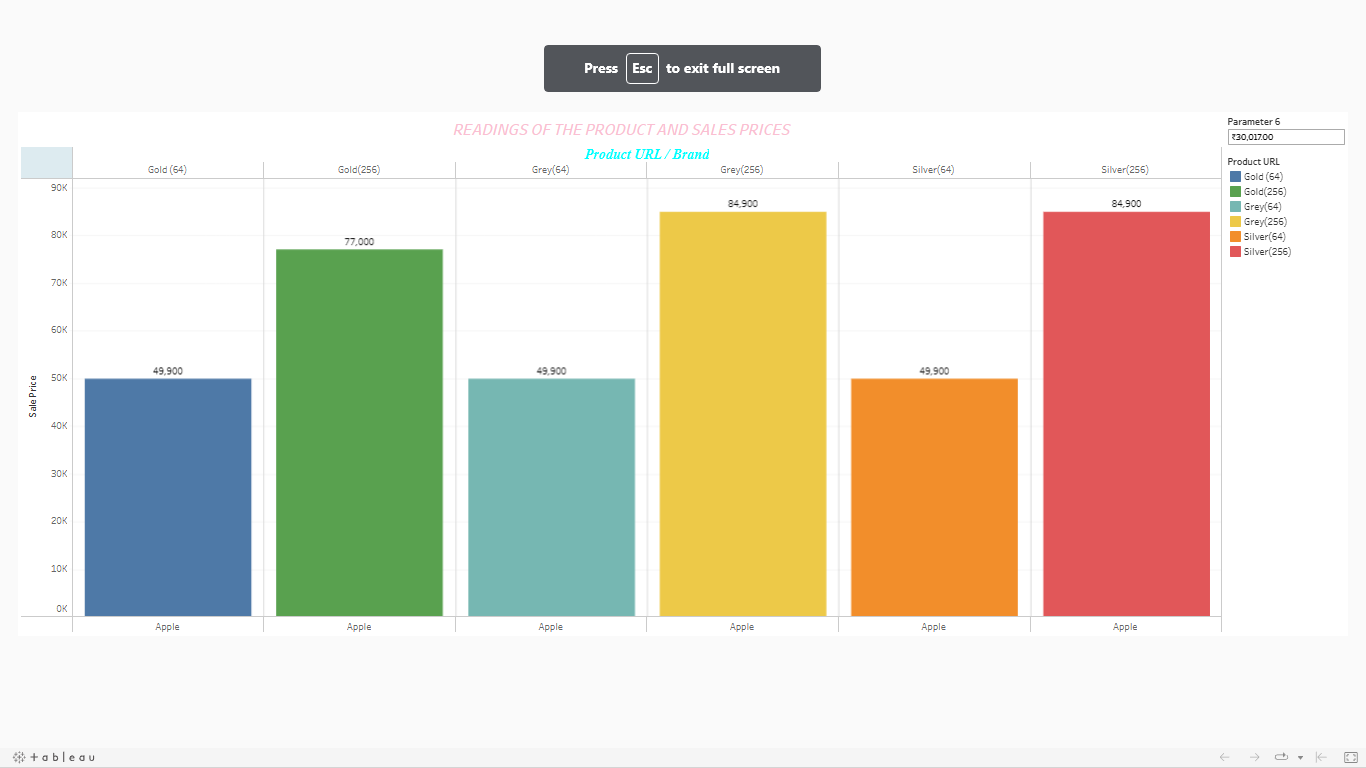 Press Esc to exit full screen
READINGS OF THE PRODUCT AND SALES PRICES
Parameter 6
₹30,017.00
Product URL / Brand
Gold (64) Gold(256) Grey(64) Grey(256) Silver(64) Silver(256)
Product URL
Gold (64)
Gold(256)
Grey(64)
Grey(256)
Silver(64)
Silver(256)
Sale Price
90K
80K
70K
60K
50K
40K
30K
20K
10K
0K
49,900 77,000 49,900 84,900 49,900 84,900
Apple Apple Apple Apple Apple Apple
+ a b l e a u